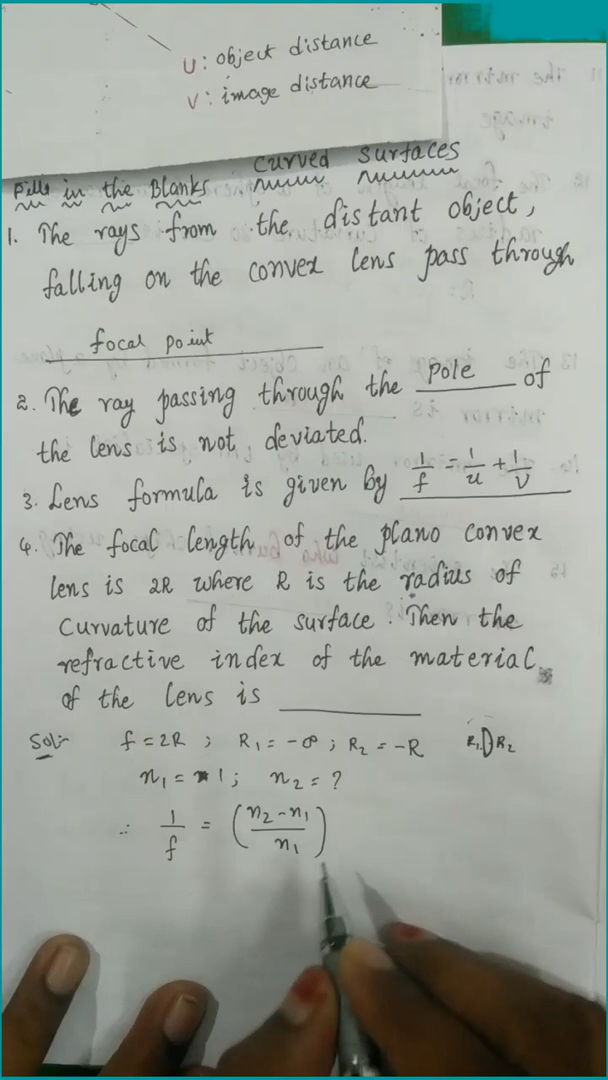 U: object distance
V: image distance
Curved Surfaces
Fills in the Blanks
1. The rays from the distant object,
falling on the convex lens pass through
focal point
2. The ray passing through the Pole of
the lens is not deviated.
3. Lens formula is given by 1/f = 1/u + 1/v
4. The focal length of the plano convex
lens is 2R where R is the radius of
Curvature of the surface. Then the
refractive index of the material
of the lens is ________
Sol:- f = 2R ; R₁ = -∞ ; R₂ = -R R₁ R₂
n₁ = 1 ; n₂ = ?
∴ 1/f = ((n₂ - n₁)/n₁)